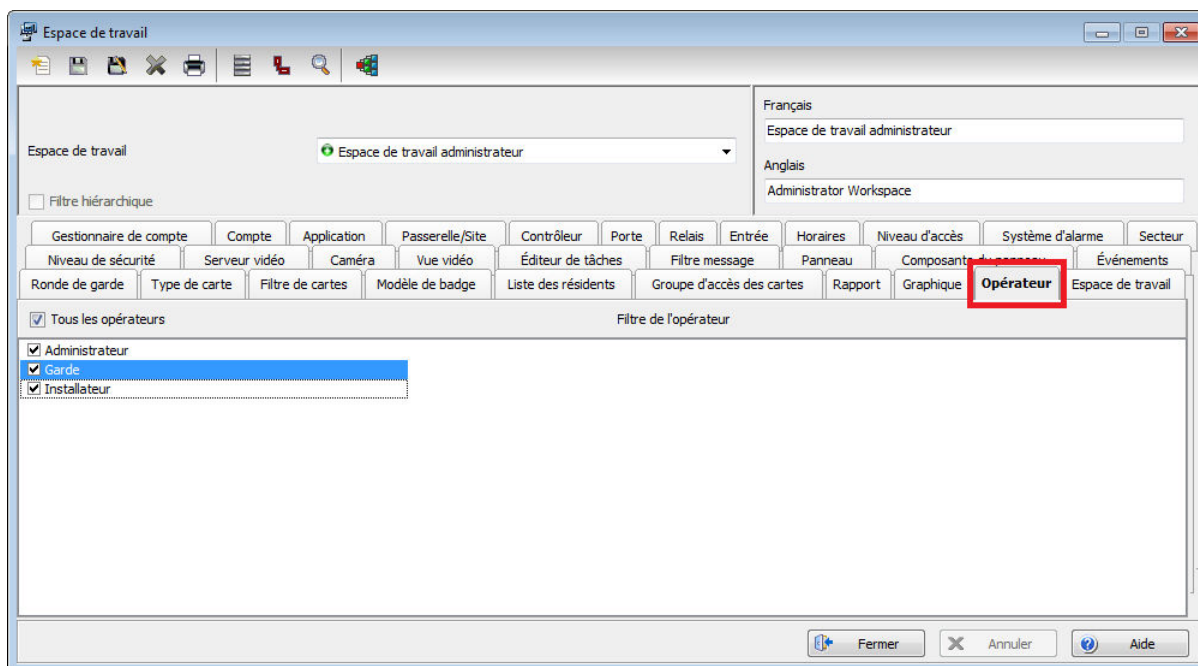 Espace de travail
Français
Espace de travail administrateur
Espace de travail
Espace de travail administrateur
Anglais
Administrator Workspace
Filtre hiérarchique
Gestionnaire de compte Compte Application Passerelle/Site Contrôleur Porte Relais Entrée Horaires Niveau d'accès Système d'alarme Secteur
Niveau de sécurité Serveur vidéo Caméra Vue vidéo Éditeur de tâches Filtre message Panneau Composants du panneau Événements
Ronde de garde Type de carte Filtre de cartes Modèle de badge Liste des résidents Groupe d'accès des cartes Rapport Graphique Opérateur Espace de travail
Tous les opérateurs Filtre de l'opérateur
Administrateur
Garde
Installateur
Fermer Annuler Aide